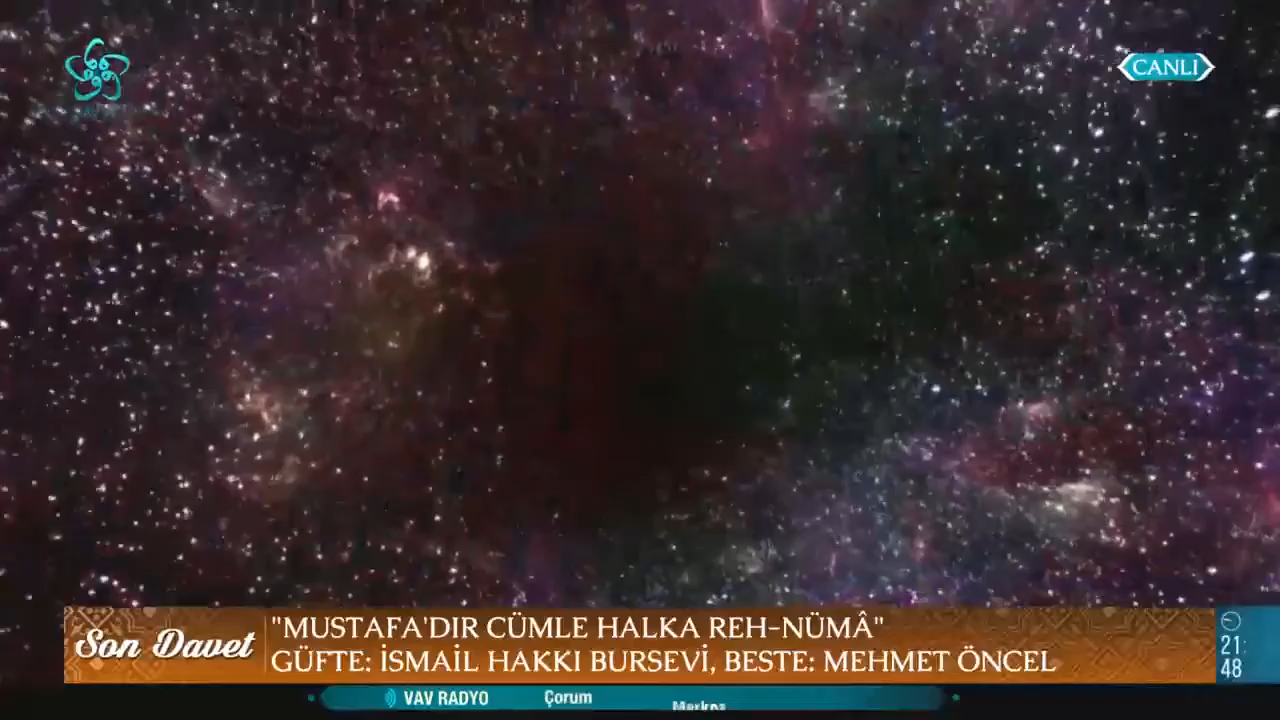 CANLI
Son Davet
"MUSTAFA'DIR CÜMLE HALKA REH-NÜMÂ"
GÜFTE: İSMAİL HAKKI BURSEVİ, BESTE: MEHMET ÖNCEL
21:
48
VAV RADYO Çorum Merkez